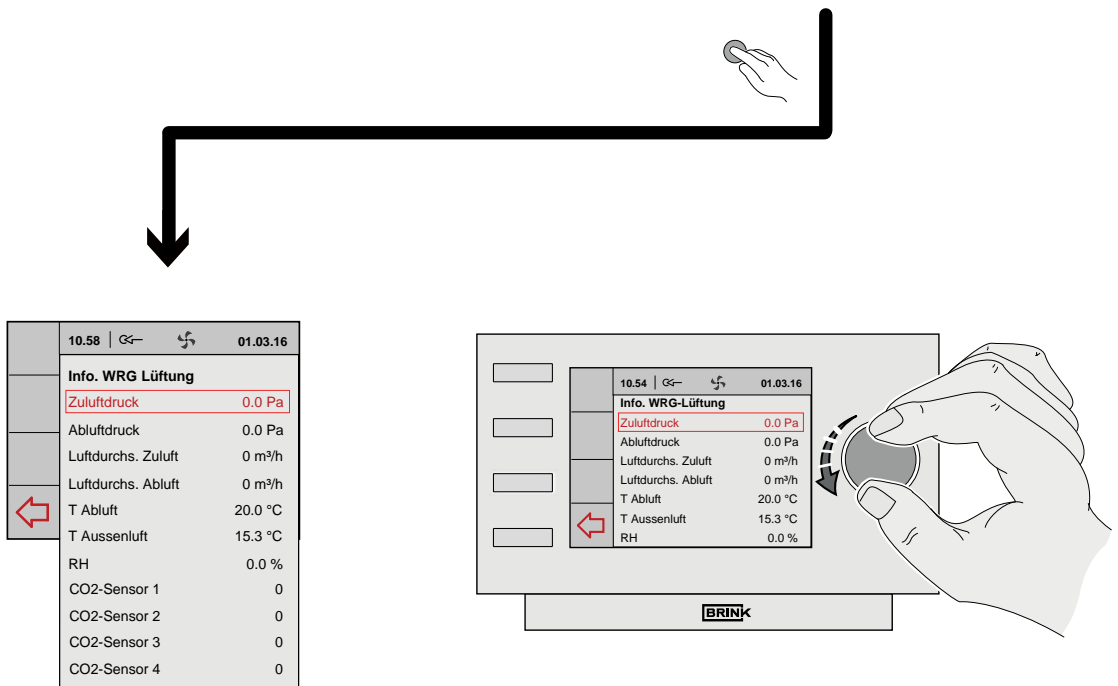 10.58 01.03.16
Info. WRG Lüftung
Zuluftdruck 0.0 Pa
Abluftdruck 0.0 Pa
Luftdurchs. Zuluft 0 m³/h
Luftdurchs. Abluft 0 m³/h
T Abluft 20.0 °C
T Aussenluft 15.3 °C
RH 0.0 %
CO2-Sensor 1 0
CO2-Sensor 2 0
CO2-Sensor 3 0
CO2-Sensor 4 0
10.54 01.03.16
Info. WRG-Lüftung
Zuluftdruck 0.0 Pa
Abluftdruck 0.0 Pa
Luftdurchs. Zuluft 0 m³/h
Luftdurchs. Abluft 0 m³/h
T Abluft 20.0 °C
T Aussenluft 15.3 °C
RH 0.0 %
BRINK